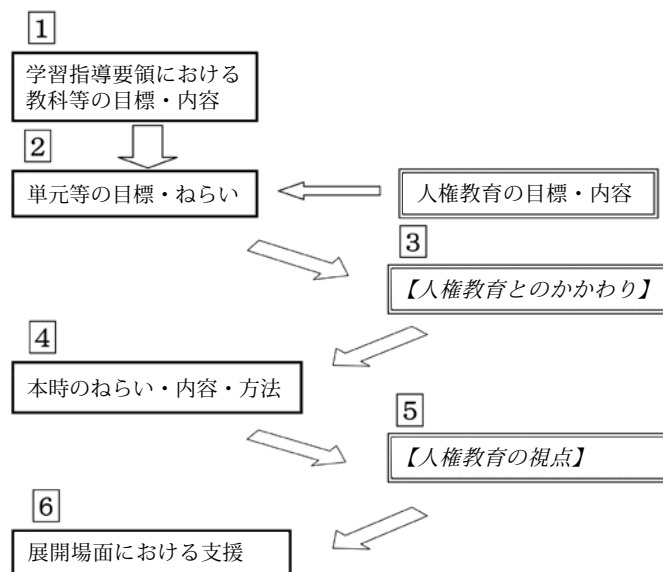 1
学習指導要領における
教科等の目標・内容
2
単元等の目標・ねらい
人権教育の目標・内容
3
【人権教育とのかかわり】
4
本時のねらい・内容・方法
5
【人権教育の視点】
6
展開場面における支援